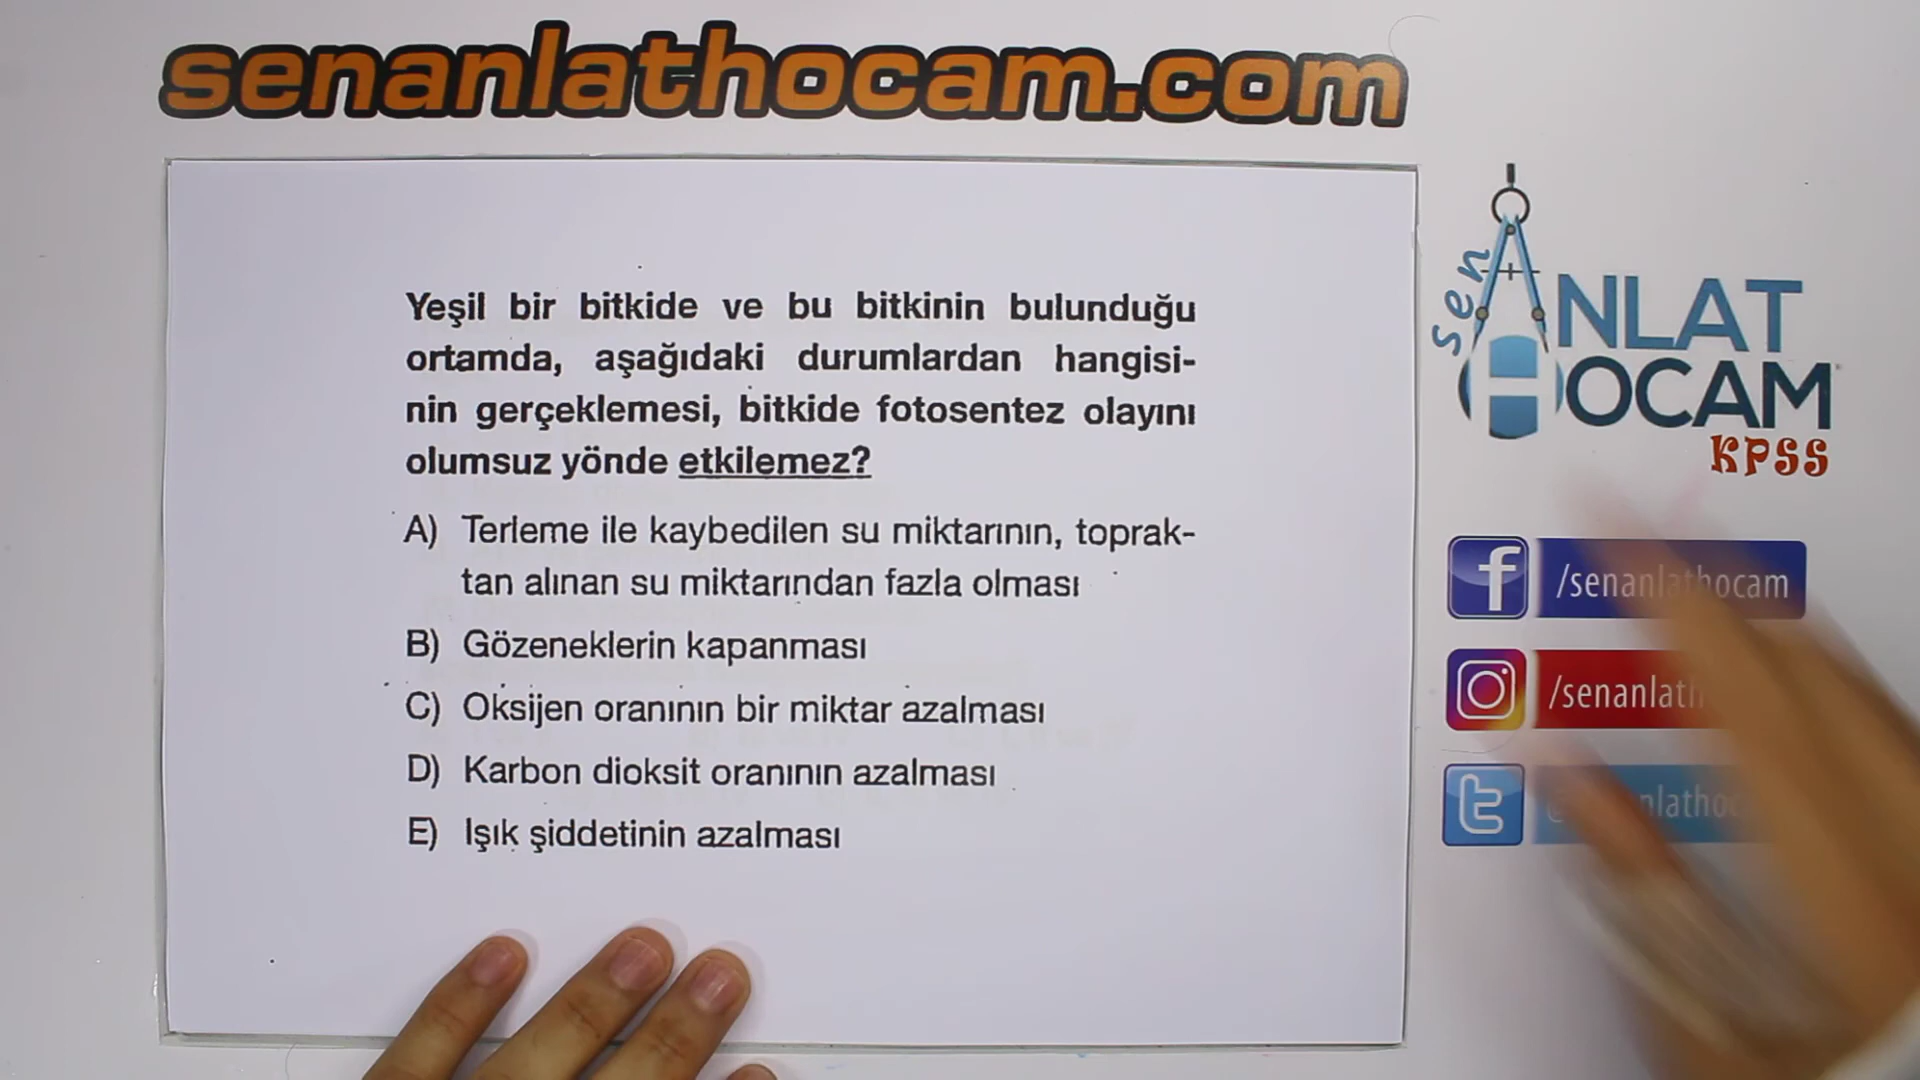 senanlathocam.com
Yeşil bir bitkide ve bu bitkinin bulunduğu
ortamda, aşağıdaki durumlardan hangisi-
nin gerçeklemesi, bitkide fotosentez olayını
olumsuz yönde etkilemez?
A) Terleme ile kaybedilen su miktarının, toprak-
tan alınan su miktarından fazla olması
B) Gözeneklerin kapanması
C) Oksijen oranının bir miktar azalması
D) Karbon dioksit oranının azalması
E) Işık şiddetinin azalması
sen
ANLAT
HOCAM
KPSS
f /senanlathocam